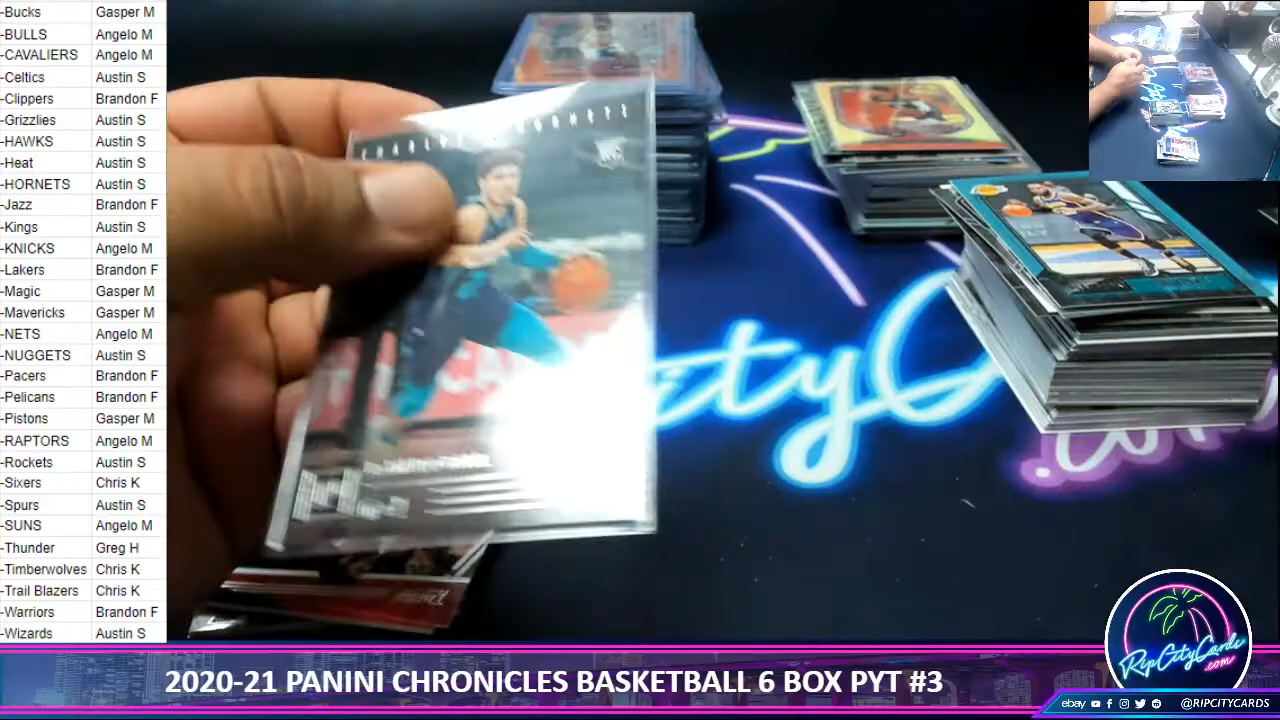 -Bucks Gasper M
-BULLS Angelo M
-CAVALIERS Angelo M
-Celtics Austin S
-Clippers Brandon F
-Grizzlies Austin S
-HAWKS Austin S
-Heat Austin S
-HORNETS Austin S
-Jazz Brandon F
-Kings Austin S
-KNICKS Angelo M
-Lakers Brandon F
-Magic Gasper M
-Mavericks Gasper M
-NETS Angelo M
-NUGGETS Austin S
-Pacers Brandon F
-Pelicans Brandon F
-Pistons Gasper M
-RAPTORS Angelo M
-Rockets Austin S
-Sixers Chris K
-Spurs Austin S
-SUNS Angelo M
-Thunder Greg H
-Timberwolves Chris K
-Trail Blazers Chris K
-Warriors Brandon F
-Wizards Austin S
2020-21 PANINI CHRONICLES BASKETBALL 6 BOX PYT #3
RipCityCards
.com
ebay @RIPCITYCARDS